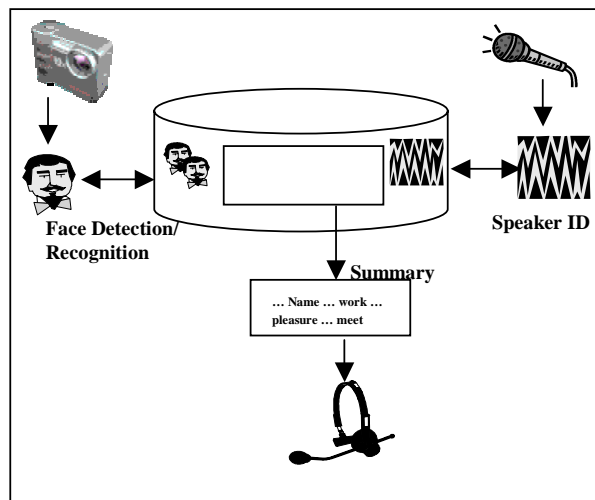 Face Detection/
Recognition
Speaker ID
Summary
… Name … work …
pleasure … meet